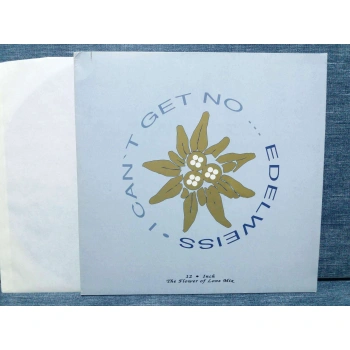 • I CAN'T GET NO ... EDELWEISS
12 • Inch
The Flower of Love Mix